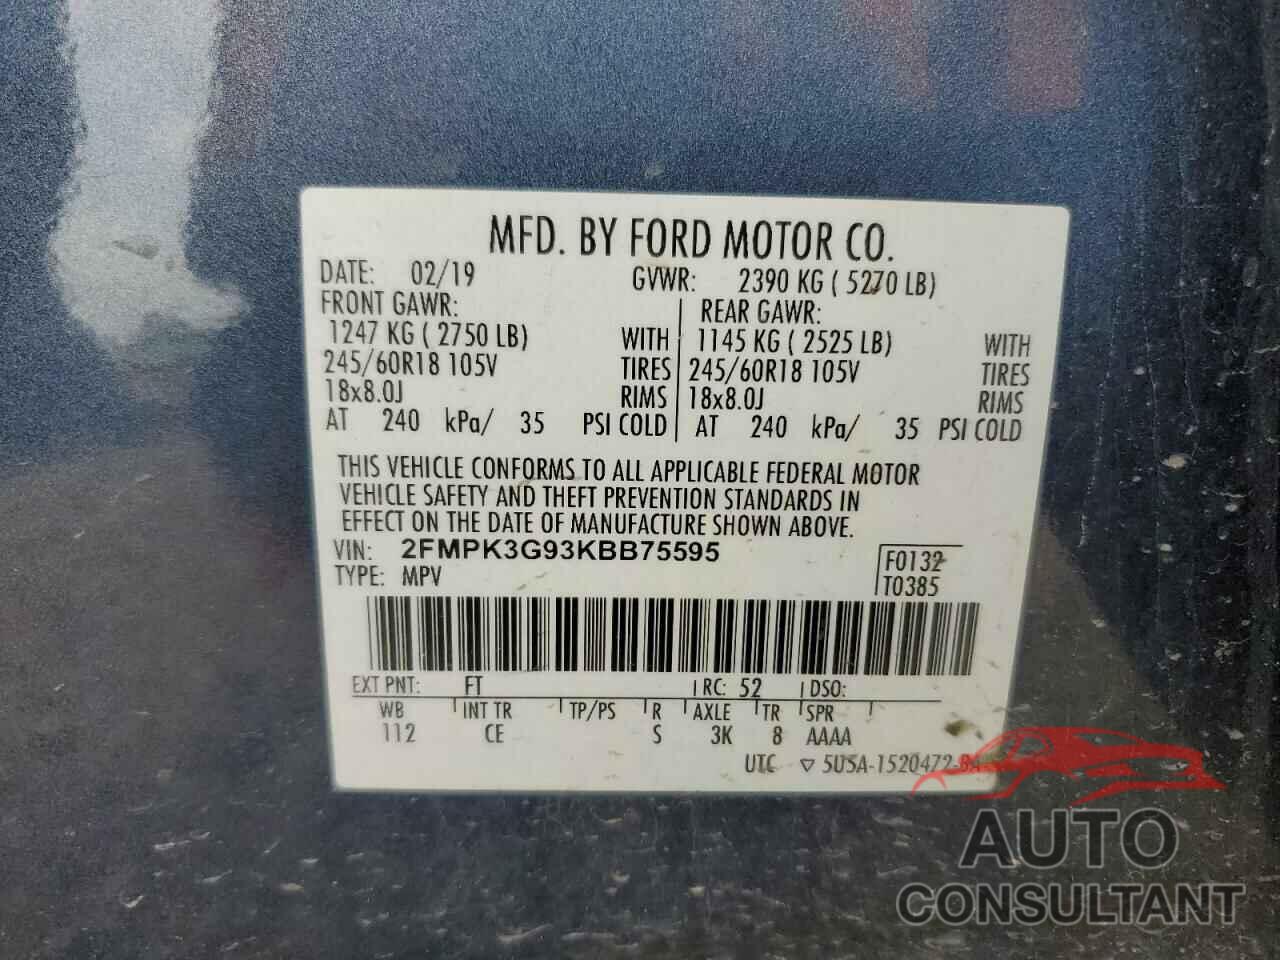 MFD. BY FORD MOTOR CO.
DATE: 02/19 GVWR: 2390 KG ( 5270 LB)
FRONT GAWR: REAR GAWR:
1247 KG ( 2750 LB) WITH 1145 KG ( 2525 LB) WITH
245/60R18 105V TIRES 245/60R18 105V TIRES
18x8.0J RIMS 18x8.0J RIMS
AT 240 kPa/ 35 PSI COLD AT 240 kPa/ 35 PSI COLD
THIS VEHICLE CONFORMS TO ALL APPLICABLE FEDERAL MOTOR
VEHICLE SAFETY AND THEFT PREVENTION STANDARDS IN
EFFECT ON THE DATE OF MANUFACTURE SHOWN ABOVE.
VIN: 2FMPK3G93KBB75595 F0132
TYPE: MPV T0385
EXT PNT: FT RC: 52 DSO:
WB INT TR TP/PS R AXLE TR SPR
112 CE S 3K 8 AAAA
UTC ▽ 5USA-1520472-BA
AUTO
CONSULTANT